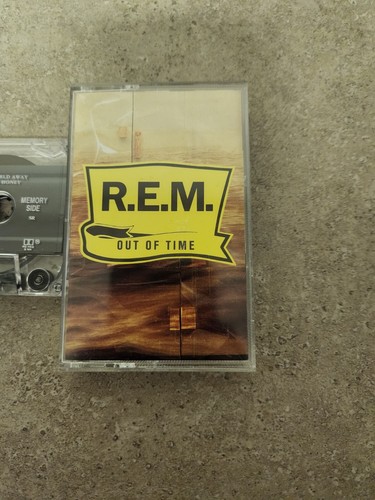 R.E.M.
OUT OF TIME
MEMORY
SIDE